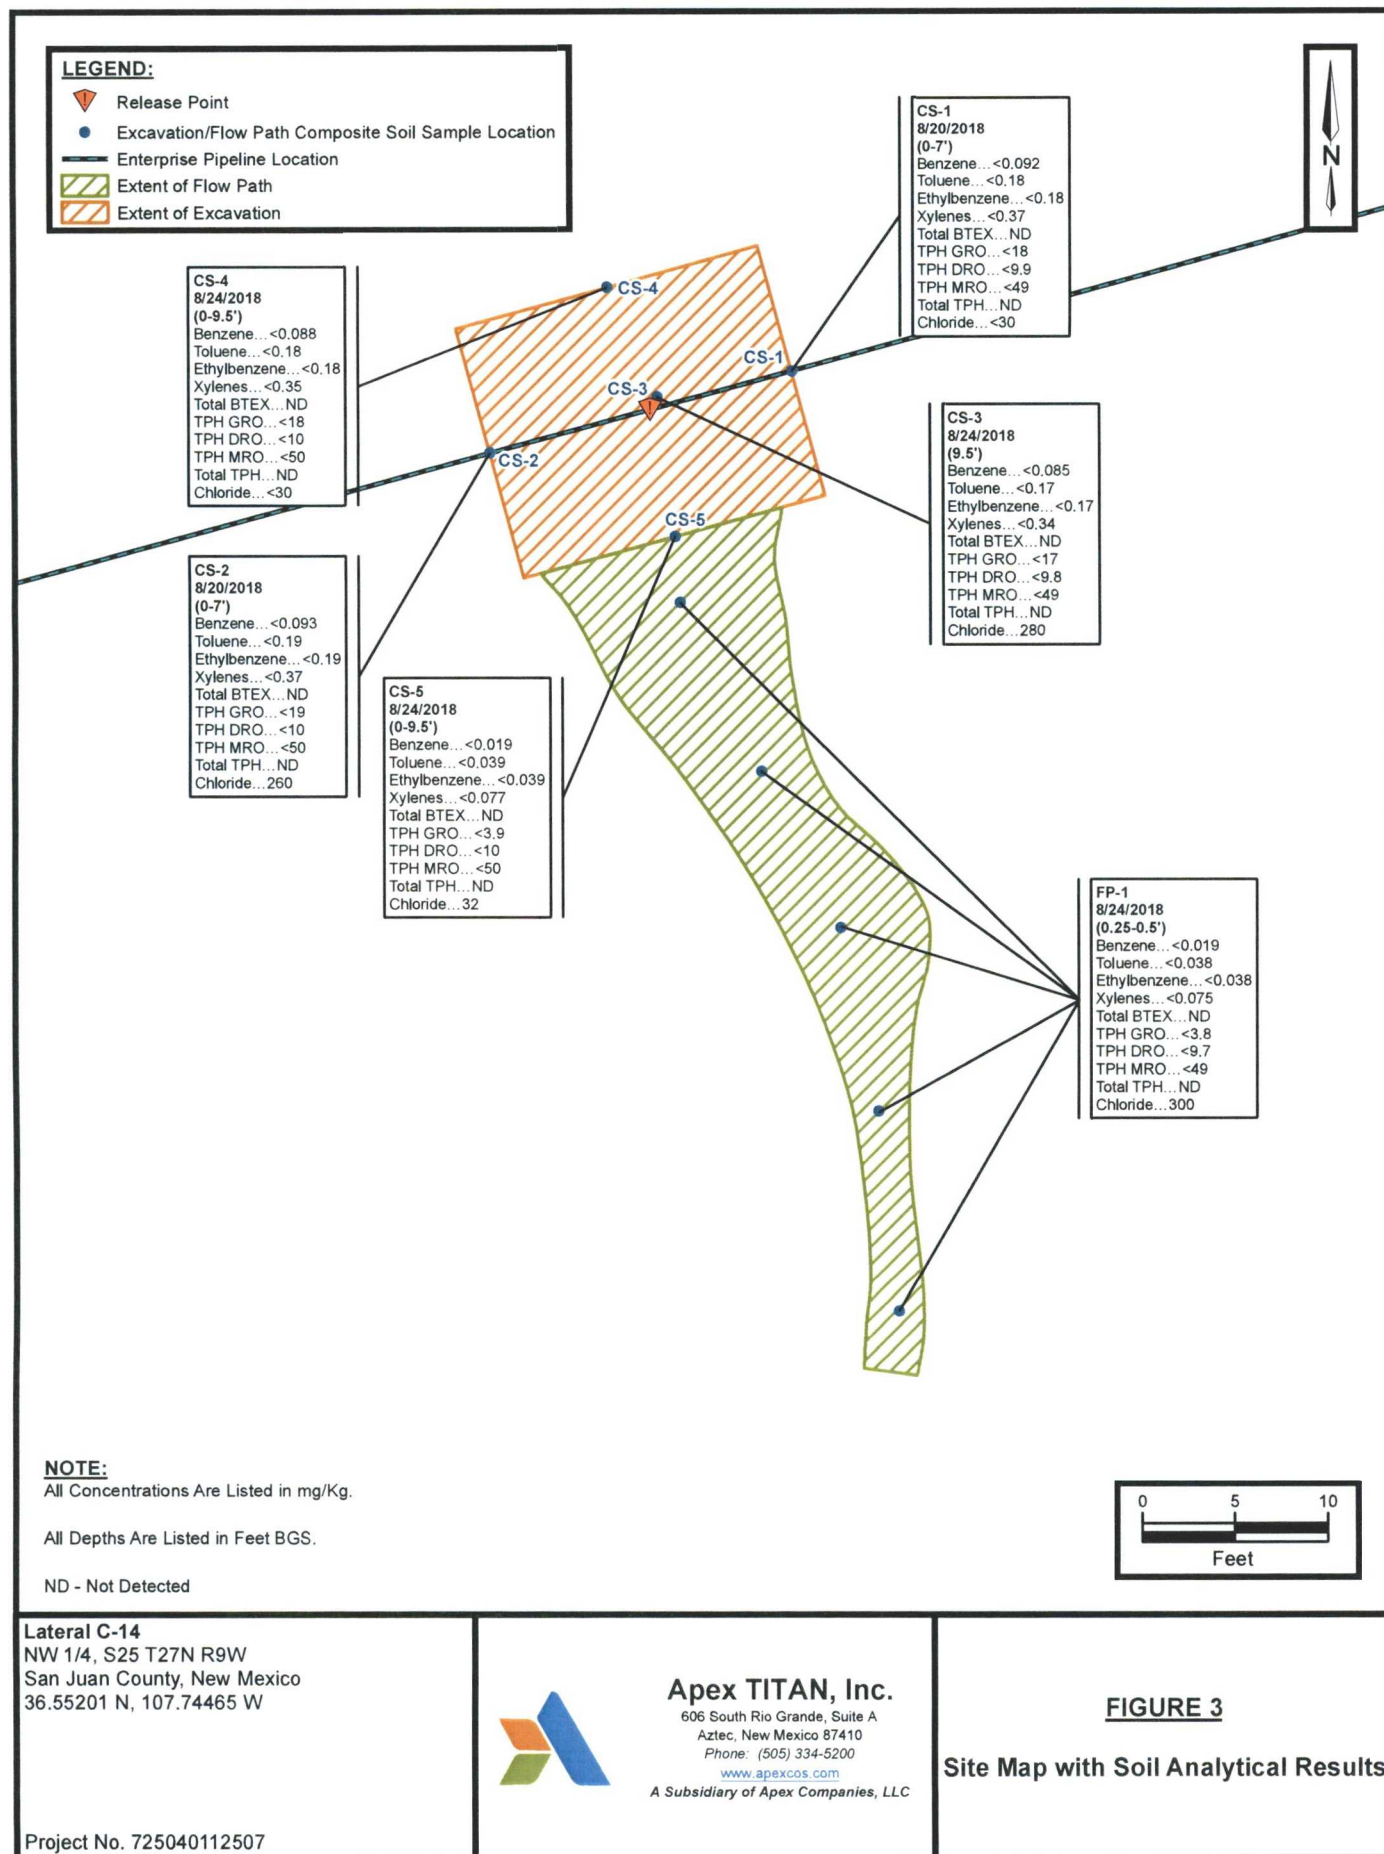 LEGEND:
Release Point
Excavation/Flow Path Composite Soil Sample Location
Enterprise Pipeline Location
Extent of Flow Path
Extent of Excavation
N
CS-1
8/20/2018
(0-7')
Benzene...<0.092
Toluene...<0.18
Ethylbenzene...<0.18
Xylenes...<0.37
Total BTEX...ND
TPH GRO...<18
TPH DRO...<9.9
TPH MRO...<49
Total TPH...ND
Chloride...<30
CS-4
8/24/2018
(0-9.5')
Benzene...<0.088
Toluene...<0.18
Ethylbenzene...<0.18
Xylenes...<0.35
Total BTEX...ND
TPH GRO...<18
TPH DRO...<10
TPH MRO...<50
Total TPH...ND
Chloride...<30
CS-4
CS-1
CS-3
CS-2
CS-5
CS-3
8/24/2018
(9.5')
Benzene...<0.085
Toluene...<0.17
Ethylbenzene...<0.17
Xylenes...<0.34
Total BTEX...ND
TPH GRO...<17
TPH DRO...<9.8
TPH MRO...<49
Total TPH...ND
Chloride...280
CS-2
8/20/2018
(0-7')
Benzene...<0.093
Toluene...<0.19
Ethylbenzene...<0.19
Xylenes...<0.37
Total BTEX...ND
TPH GRO...<19
TPH DRO...<10
TPH MRO...<50
Total TPH...ND
Chloride...260
CS-5
8/24/2018
(0-9.5')
Benzene...<0.019
Toluene...<0.039
Ethylbenzene...<0.039
Xylenes...<0.077
Total BTEX...ND
TPH GRO...<3.9
TPH DRO...<10
TPH MRO...<50
Total TPH...ND
Chloride...32
FP-1
8/24/2018
(0.25-0.5')
Benzene...<0.019
Toluene...<0.038
Ethylbenzene...<0.038
Xylenes...<0.075
Total BTEX...ND
TPH GRO...<3.8
TPH DRO...<9.7
TPH MRO...<49
Total TPH...ND
Chloride...300
NOTE:
All Concentrations Are Listed in mg/Kg.
All Depths Are Listed in Feet BGS.
ND - Not Detected
0 5 10
Feet
Lateral C-14
NW 1/4, S25 T27N R9W
San Juan County, New Mexico
36.55201 N, 107.74465 W
Project No. 725040112507
Apex TITAN, Inc.
606 South Rio Grande, Suite A
Aztec, New Mexico 87410
Phone: (505) 334-5200
www.apexcos.com
A Subsidiary of Apex Companies, LLC
FIGURE 3
Site Map with Soil Analytical Results